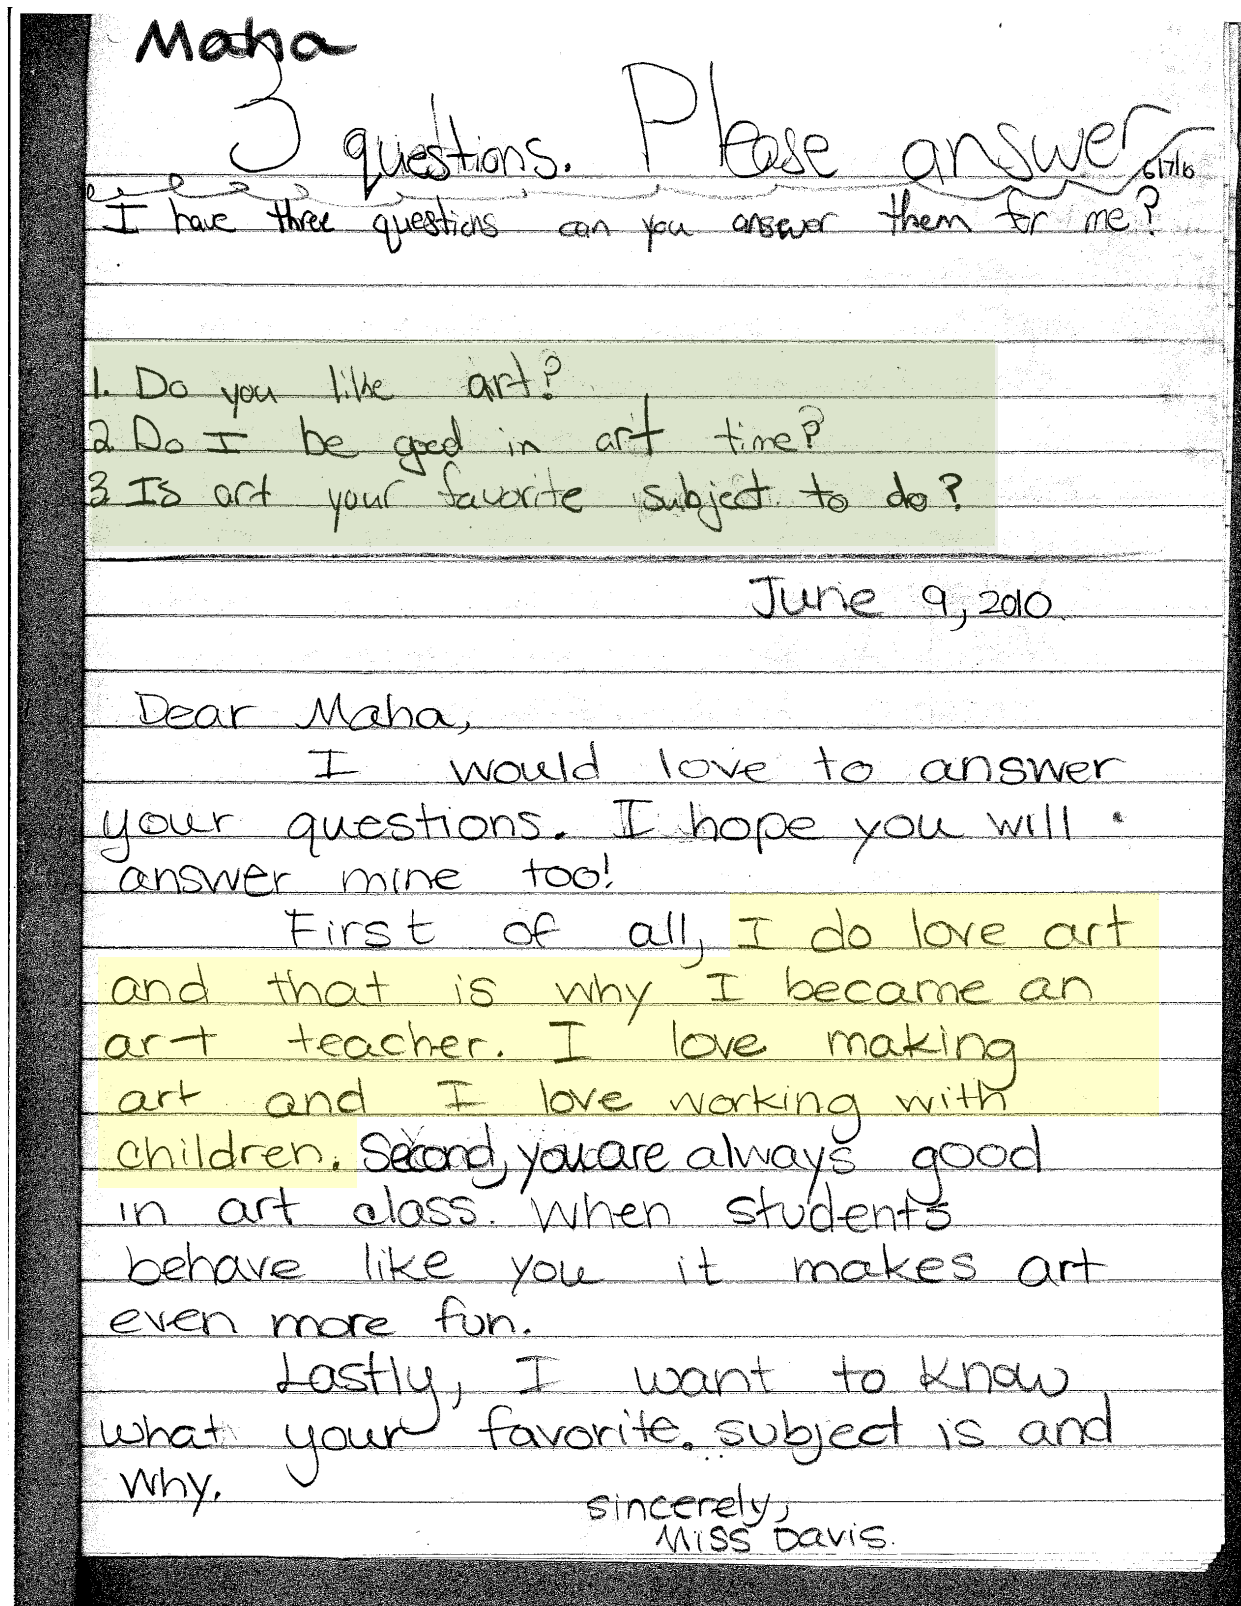 Maha
3 questions. Please answer
6/7/10
I have three questions can you answer them for me?
1. Do you like art?
2. Do I be good in art time?
3. Is art your favorite subject to do?
June 9, 2010
Dear Maha,
I would love to answer
your questions. I hope you will
answer mine too!
First of all, I do love art
and that is why I became an
art teacher. I love making
art and I love working with
children. Second, you are always good
in art class. When students
behave like you it makes art
even more fun.
Lastly, I want to know
what your favorite subject is and
why.
sincerely,
Miss Davis